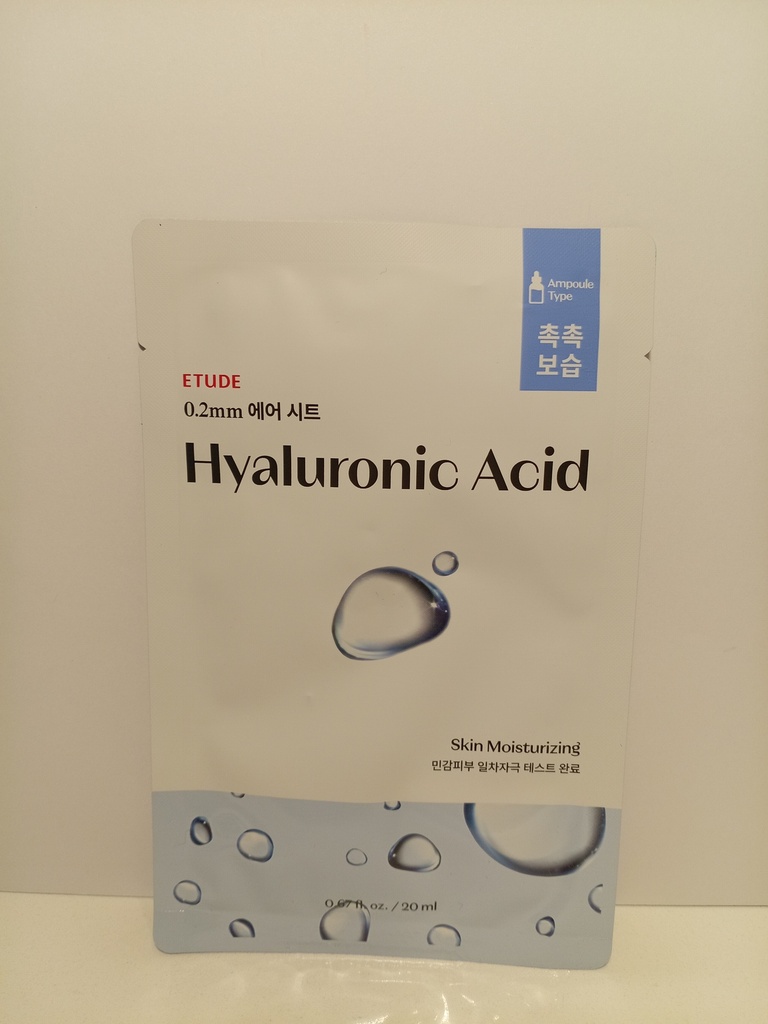 Ampoule
Type
촉촉
보습
ETUDE
0.2mm 에어 시트
Hyaluronic Acid
Skin Moisturizing
민감피부 일차자극 테스트 완료
0.67 fl. oz. / 20 ml